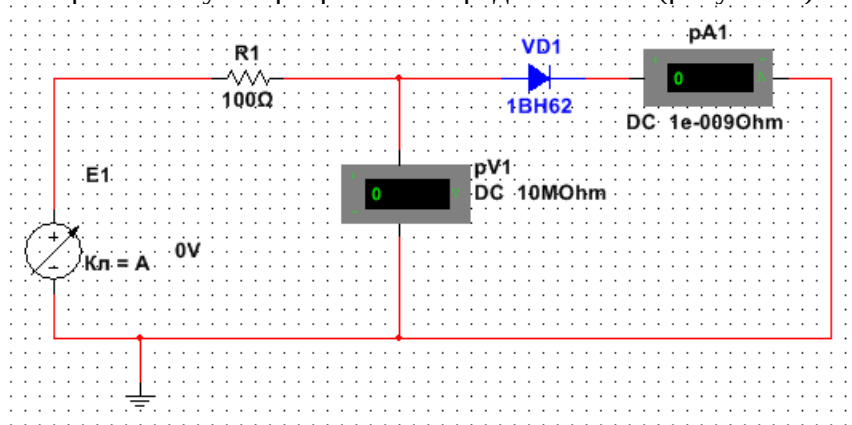 R1
100Ω
VD1
1BH62
pA1
0
DC 1e-009Ohm
E1
Кл = A
0V
pV1
0
DC 10MOhm